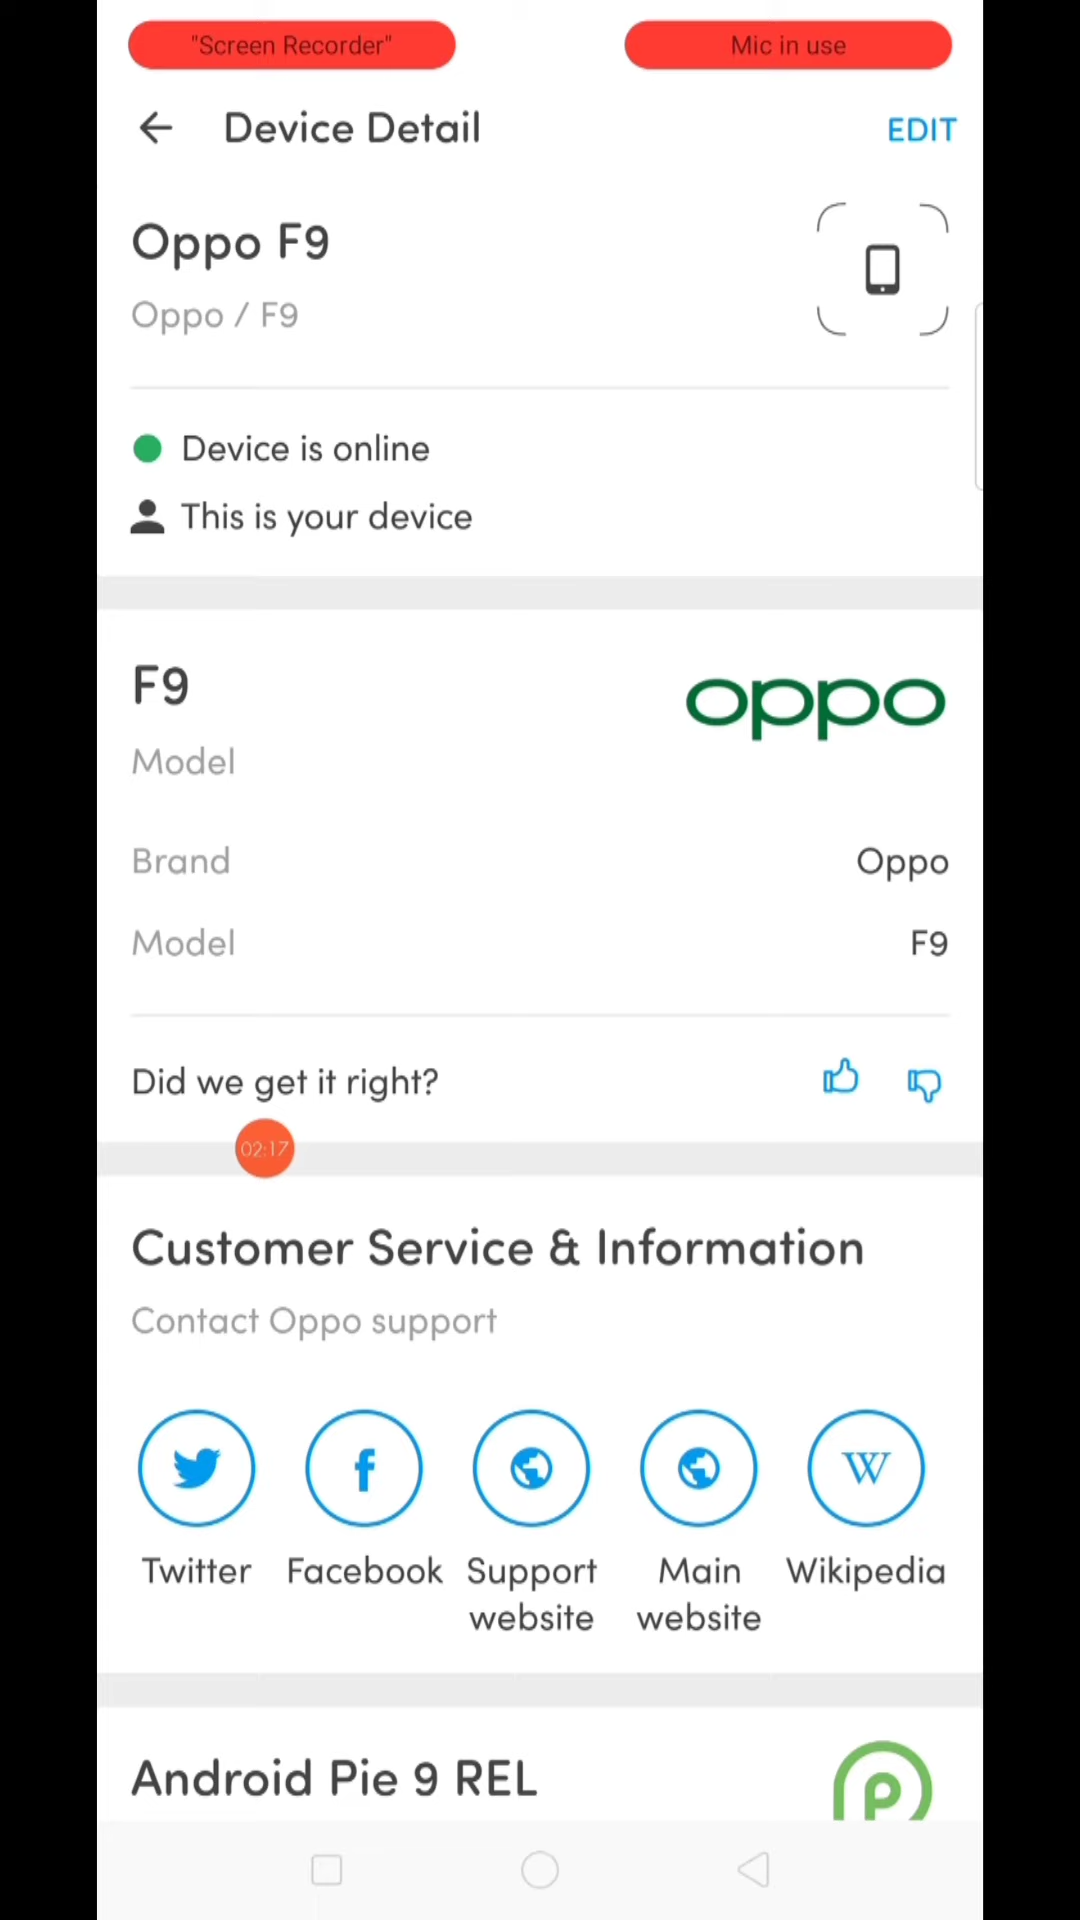 "Screen Recorder"
Mic in use
Device Detail
EDIT
Oppo F9
Oppo / F9
Device is online
This is your device
F9
oppo
Model
Brand
Oppo
Model
F9
Did we get it right?
02:17
Customer Service & Information
Contact Oppo support
W
Twitter
Facebook
Support
website
Main
website
Wikipedia
Android Pie 9 REL